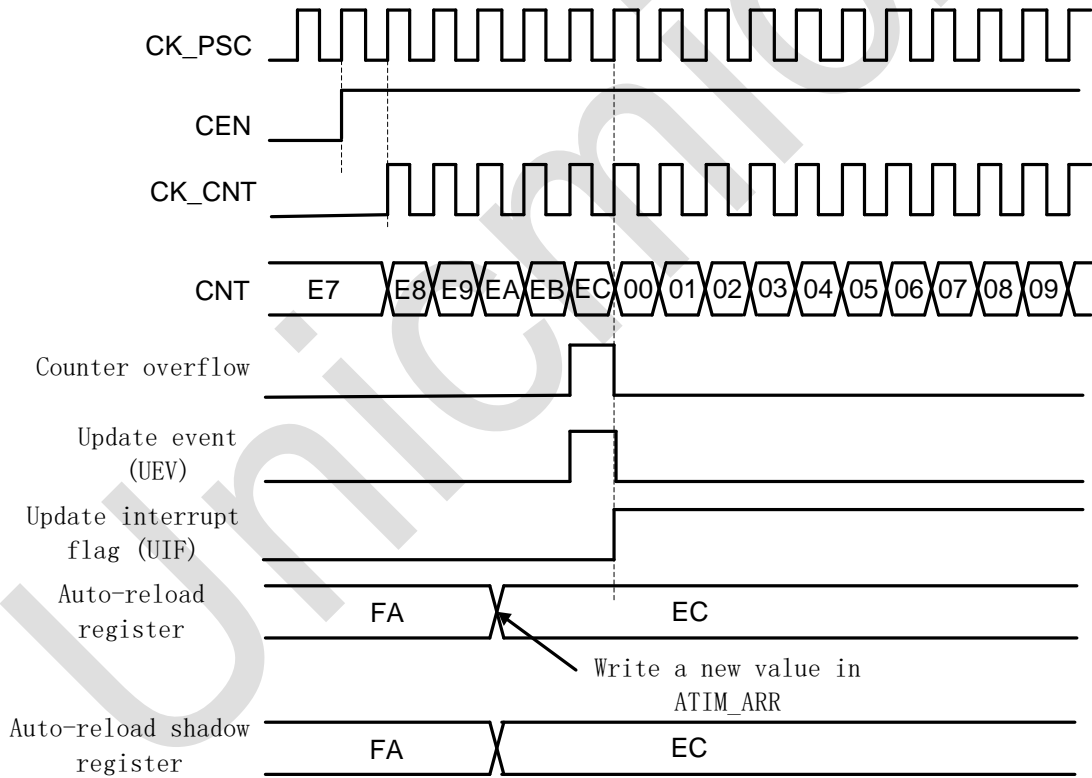 CK_PSC
CEN
CK_CNT
CNT E7 E8 E9 EA EB EC 00 01 02 03 04 05 06 07 08 09
Counter overflow
Update event
(UEV)
Update interrupt
flag (UIF)
Auto-reload
register
FA EC
Write a new value in
ATIM_ARR
Auto-reload shadow
register
FA EC